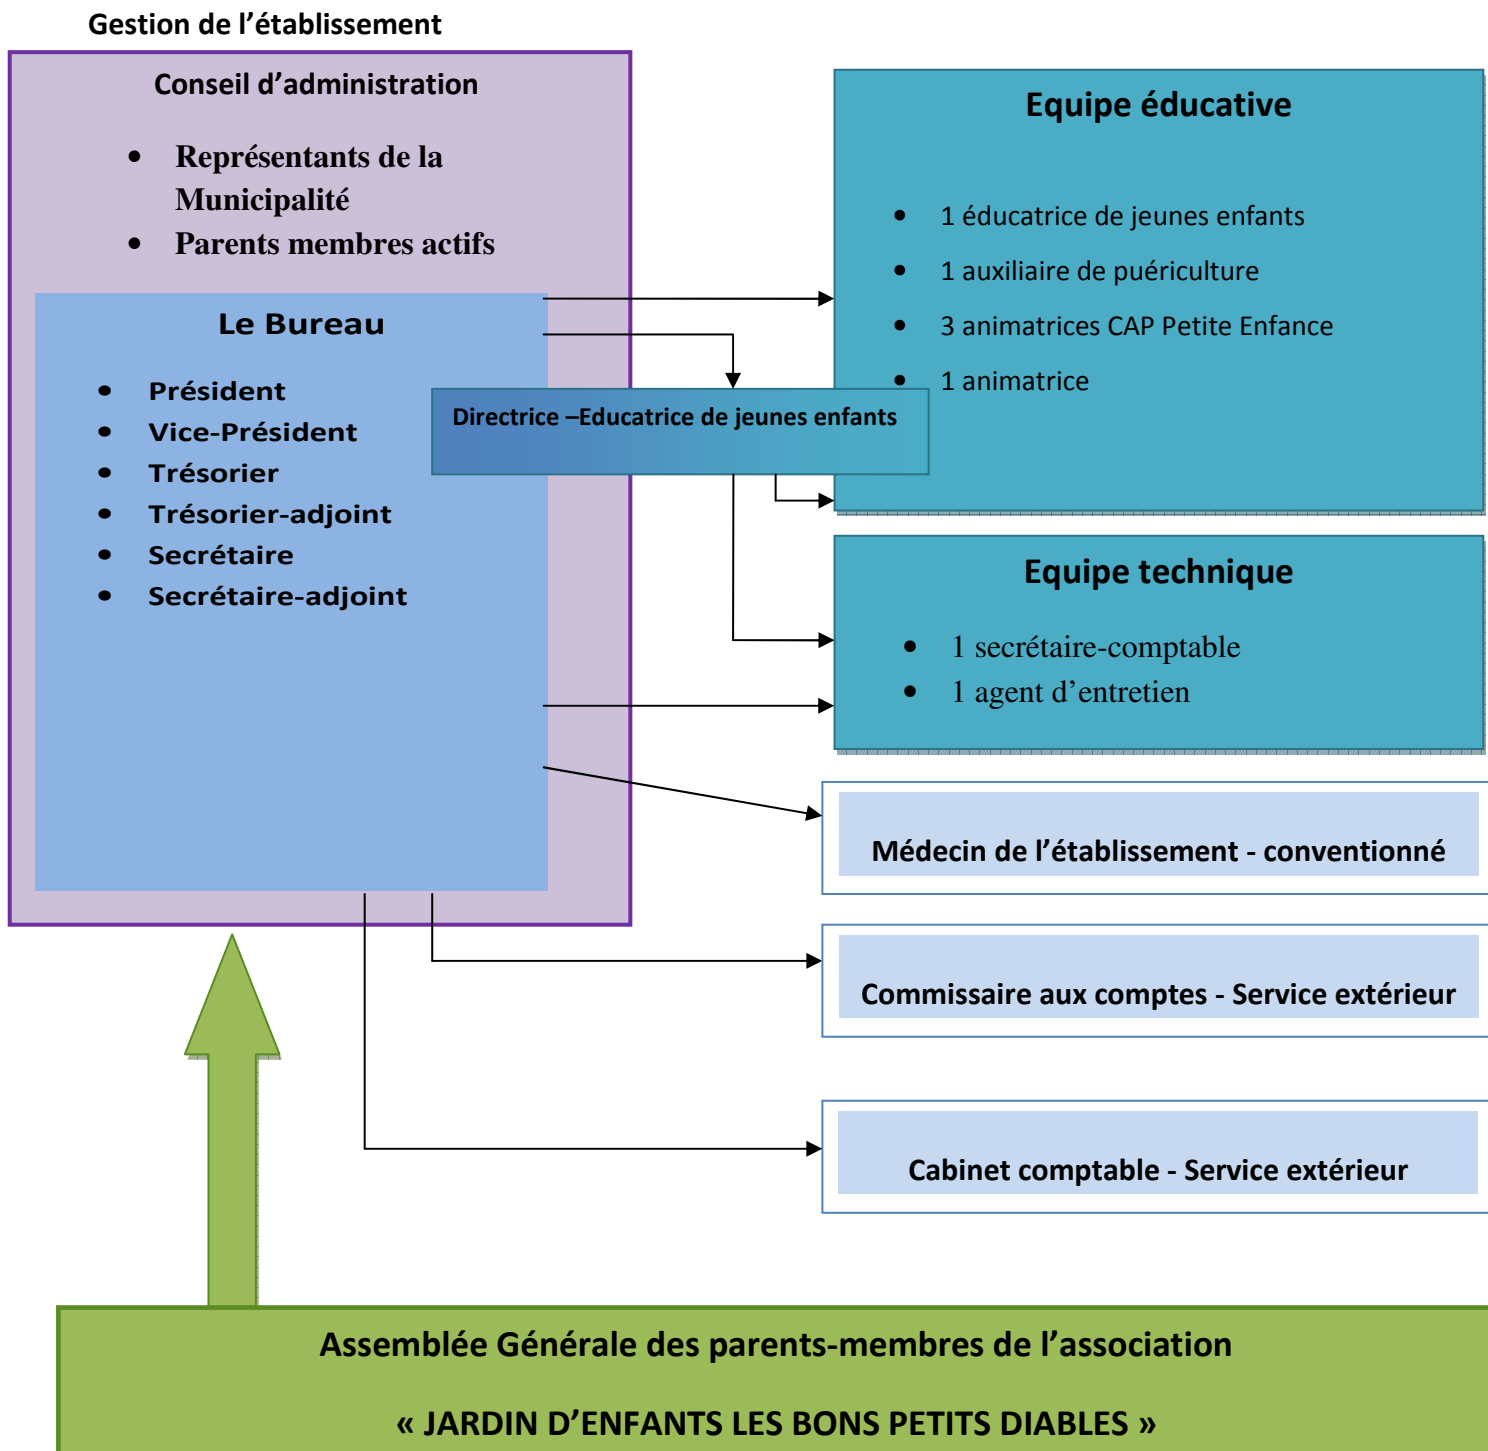 Gestion de l’établissement
Conseil d’administration
• Représentants de la
Municipalité
• Parents membres actifs
Le Bureau
• Président
• Vice-Président
• Trésorier
• Trésorier-adjoint
• Secrétaire
• Secrétaire-adjoint
Directrice –Educatrice de jeunes enfants
Equipe éducative
• 1 éducatrice de jeunes enfants
• 1 auxiliaire de puériculture
• 3 animatrices CAP Petite Enfance
• 1 animatrice
Equipe technique
• 1 secrétaire-comptable
• 1 agent d’entretien
Médecin de l’établissement - conventionné
Commissaire aux comptes - Service extérieur
Cabinet comptable - Service extérieur
Assemblée Générale des parents-membres de l’association
« JARDIN D’ENFANTS LES BONS PETITS DIABLES »